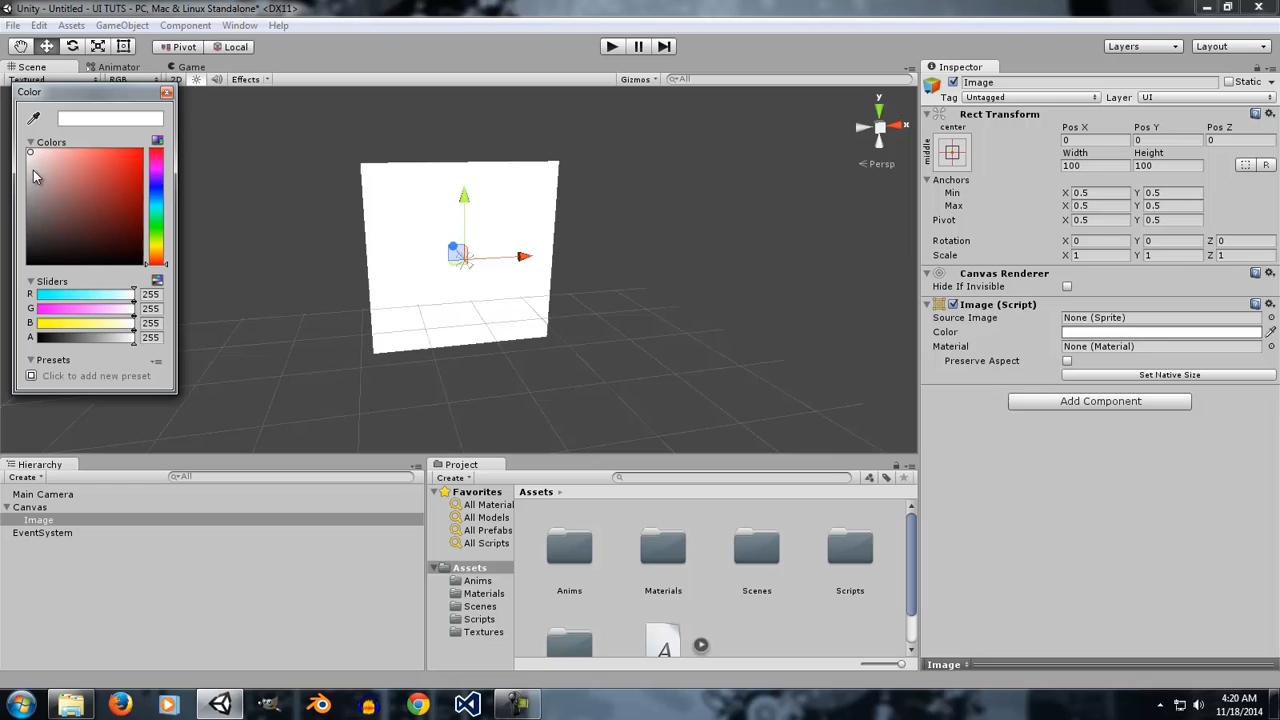 Unity - Untitled - UI TUTS - PC, Mac & Linux Standalone* <DX11>
File Edit Assets GameObject Component Window Help
Pivot Local Layers Layout
Scene Animator Game
Textured RGB 2D Effects Gizmos All
Color
Colors
Sliders
R 255
G 255
B 255
A 255
Presets
Click to add new preset
y
x
Persp
Inspector
Image Static
Tag Untagged Layer UI
Rect Transform
center
middle
Pos X Pos Y Pos Z
0 0 0
Width Height
100 100
R
Anchors
Min X 0.5 Y 0.5
Max X 0.5 Y 0.5
Pivot X 0.5 Y 0.5
Rotation X 0 Y 0 Z 0
Scale X 1 Y 1 Z 1
Canvas Renderer
Hide If Invisible
Image (Script)
Source Image None (Sprite)
Color
Material None (Material)
Preserve Aspect
Set Native Size
Add Component
Hierarchy
Create All
Main Camera
Canvas
Image
EventSystem
Project
Create
Favorites
All Material
All Models
All Prefabs
All Scripts
Assets
Anims
Materials
Scenes
Scripts
Textures
Assets
Anims Materials Scenes Scripts
A
Image
4:20 AM
11/18/2014